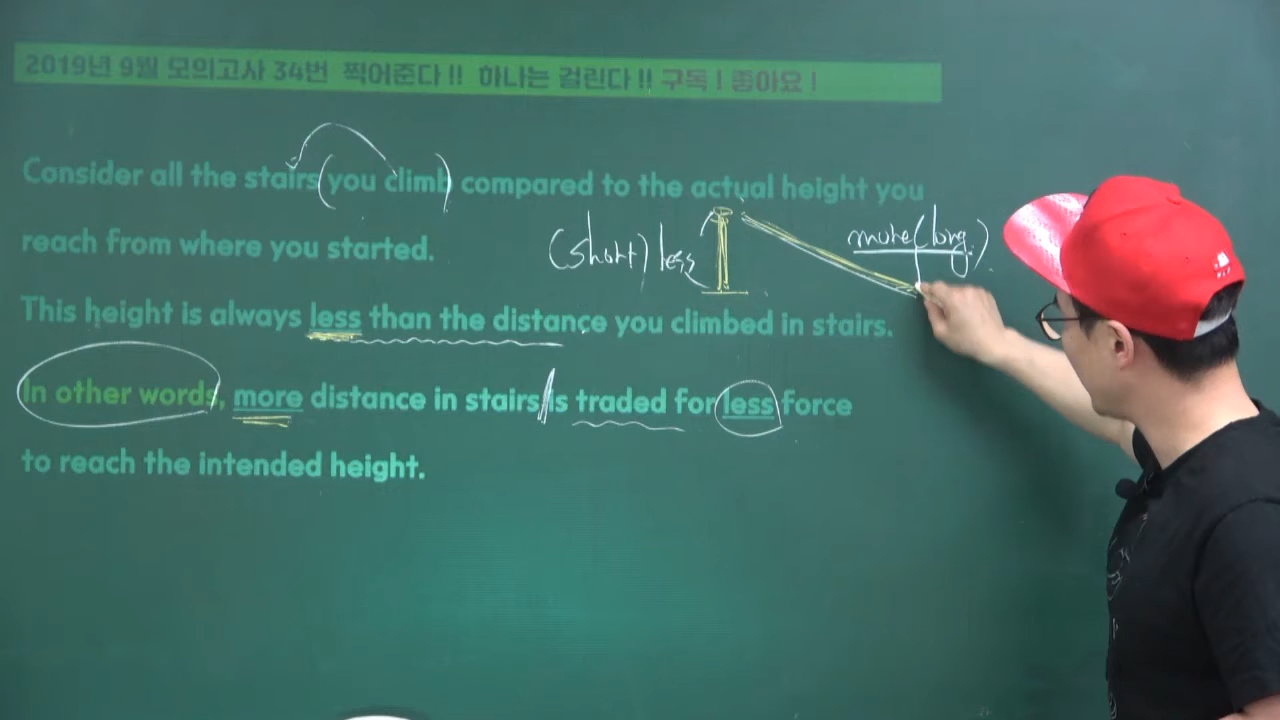 2019년 9월 모의고사 34번 찍어준다 !! 하나는 걸린다 !! 구독 ! 좋아요 !
Consider all the stairs (you climb) compared to the actual height you
reach from where you started.
(short) less
more (long)
This height is always less than the distance you climbed in stairs.
In other words, more distance in stairs is traded for less force
to reach the intended height.